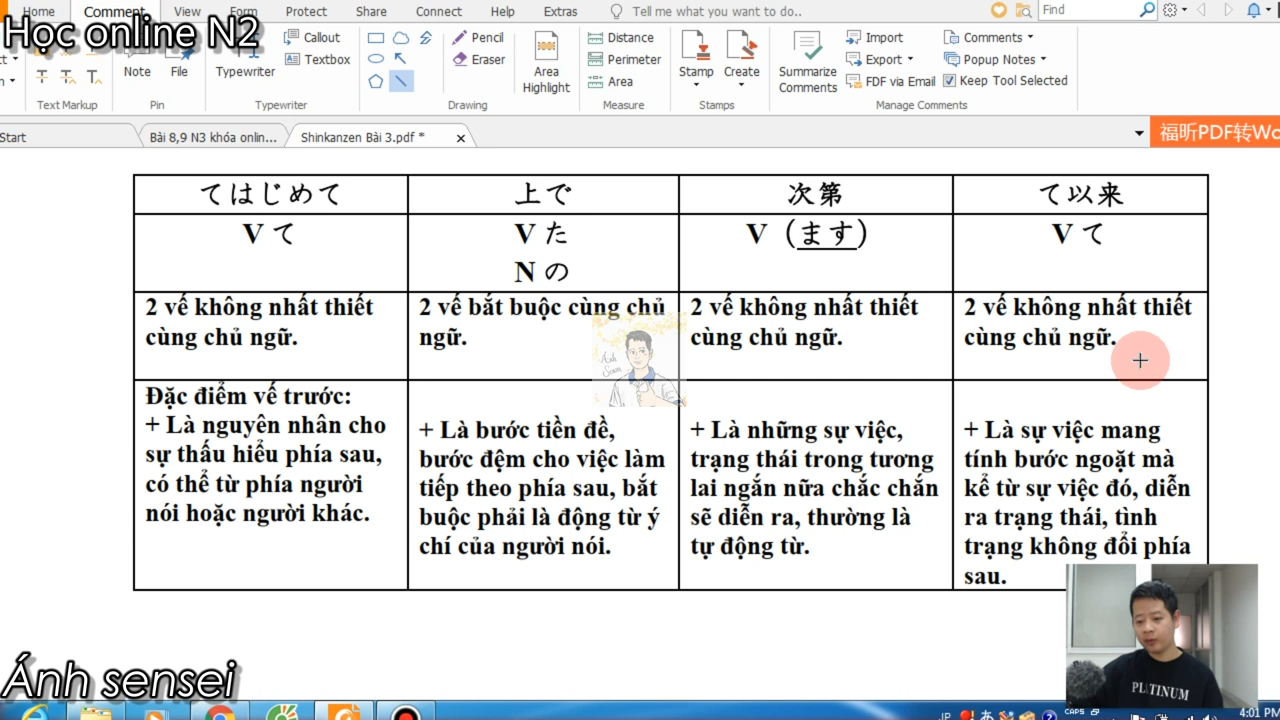 Home Comment View Form Protect Share Connect Help Extras Tell me what you want to do.. Find
Học online N2
Callout
Textbox
Note
File
Typewriter
Pencil
Eraser
Area
Highlight
Distance
Perimeter
Area
Stamp
Create
Summarize
Comments
Import
Export
FDF via Email
Comments
Popup Notes
Keep Tool Selected
Text Markup
Pin
Typewriter
Drawing
Measure
Stamps
Manage Comments
Start
Bài 8,9 N3 khóa onlin...
Shinkanzen Bài 3.pdf *
福昕PDF转Wo
てはじめて
上で
次第
て以来
V て
V た
N の
V (ます)
V て
2 vế không nhất thiết
cùng chủ ngữ.
2 vế bắt buộc cùng chủ
ngữ.
2 vế không nhất thiết
cùng chủ ngữ.
2 vế không nhất thiết
cùng chủ ngữ.
Đặc điểm vế trước:
+ Là nguyên nhân cho
sự thấu hiểu phía sau,
có thể từ phía người
nói hoặc người khác.
+ Là bước tiền đề,
bước đệm cho việc làm
tiếp theo phía sau, bắt
buộc phải là động từ ý
chí của người nói.
+ Là những sự việc,
trạng thái trong tương
lai ngắn nữa chắc chắn
sẽ diễn ra, thường là
tự động từ.
+ Là sự việc mang
tính bước ngoặt mà
kể từ sự việc đó, diễn
ra trạng thái, tình
trạng không đổi phía
sau.
Ánh
Sensei
PLATINUM
Ánh sensei
JP
あ
CAPS
4:01 PM